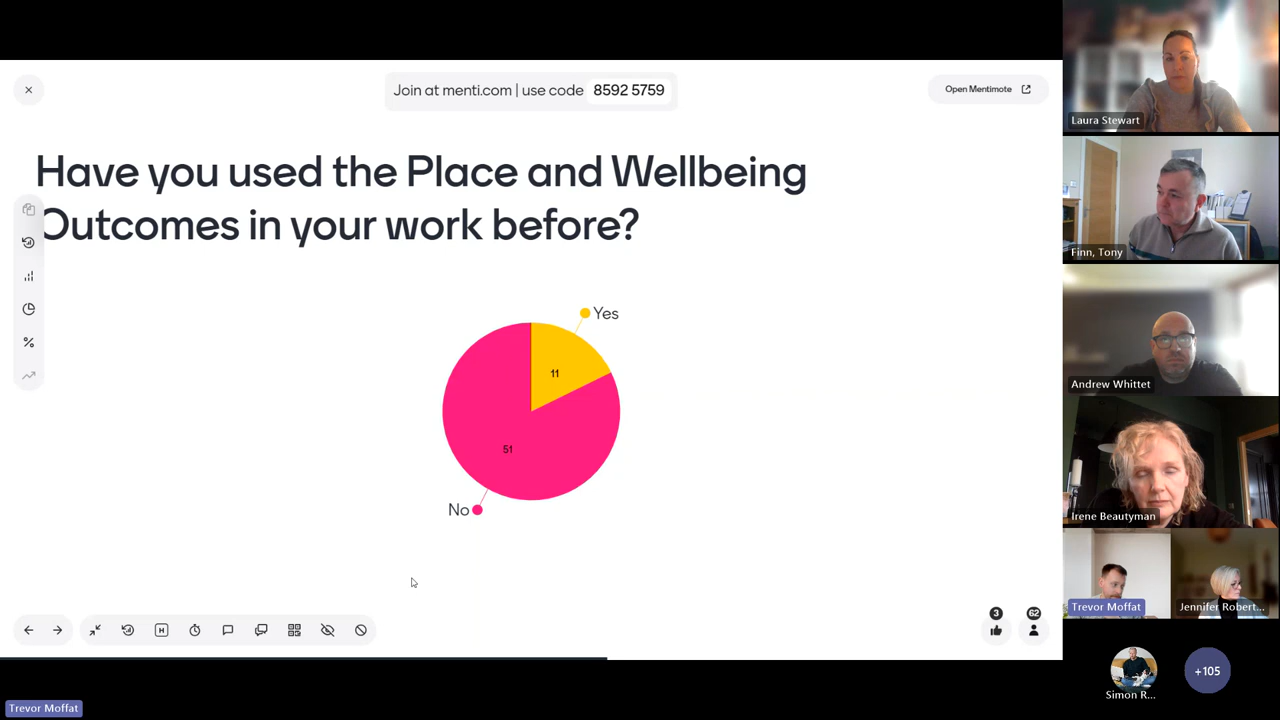 Join at menti.com | use code 8592 5759
Open Mentimote
Have you used the Place and Wellbeing
Outcomes in your work before?
Yes
11
51
No
H
3
62
Trevor Moffat
Laura Stewart
Finn, Tony
Andrew Whittet
Irene Beautyman
Trevor Moffat
Jennifer Robert...
Simon R...
+105